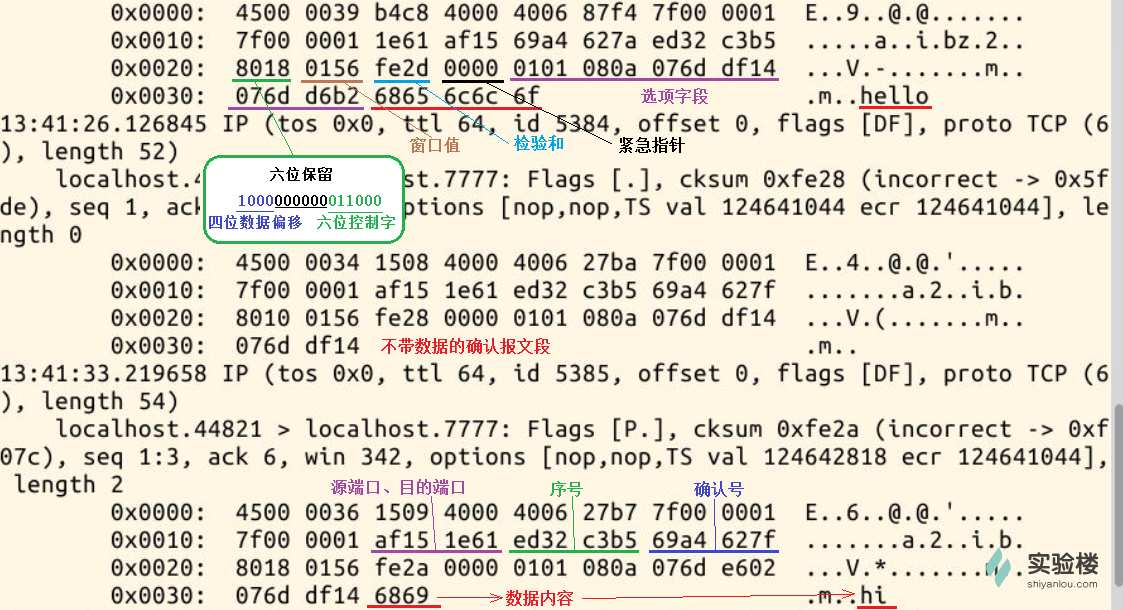 0x0000: 4500 0039 b4c8 4000 4006 87f4 7f00 0001 E..9..@.@.......
0x0010: 7f00 0001 1e61 af15 69a4 627a ed32 c3b5 .....a..i.bz.2..
0x0020: 8018 0156 fe2d 0000 0101 080a 076d df14 ...V.-.......m..
0x0030: 076d d6b2 6865 6c6c 6f 选项字段 .m..hello
13:41:26.126845 IP (tos 0x0, ttl 64, id 5384, offset 0, flags [DF], proto TCP (6
窗口值 检验和 紧急指针
), length 52)
六位保留
localhost.4 st.7777: Flags [.], cksum 0xfe28 (incorrect -> 0x5f
1000000000011000
de), seq 1, ack options [nop,nop,TS val 124641044 ecr 124641044], le
四位数据偏移 六位控制字
ngth 0
0x0000: 4500 0034 1508 4000 4006 27ba 7f00 0001 E..4..@.@.'.....
0x0010: 7f00 0001 af15 1e61 ed32 c3b5 69a4 627f .......a.2..i.b.
0x0020: 8010 0156 fe28 0000 0101 080a 076d df14 ...V.(.......m..
0x0030: 076d df14 不带数据的确认报文段 .m..
13:41:33.219658 IP (tos 0x0, ttl 64, id 5385, offset 0, flags [DF], proto TCP (6
), length 54)
localhost.44821 > localhost.7777: Flags [P.], cksum 0xfe2a (incorrect -> 0xf
07c), seq 1:3, ack 6, win 342, options [nop,nop,TS val 124642818 ecr 124641044],
length 2
源端口、目的端口 序号 确认号
0x0000: 4500 0036 1509 4000 4006 27b7 7f00 0001 E..6..@.@.'.....
0x0010: 7f00 0001 af15 1e61 ed32 c3b5 69a4 627f .......a.2..i.b.
0x0020: 8018 0156 fe2a 0000 0101 080a 076d e602 ...V.*.......
0x0030: 076d df14 6869 数据内容 .m..hi
实验楼
shiyanlou.com